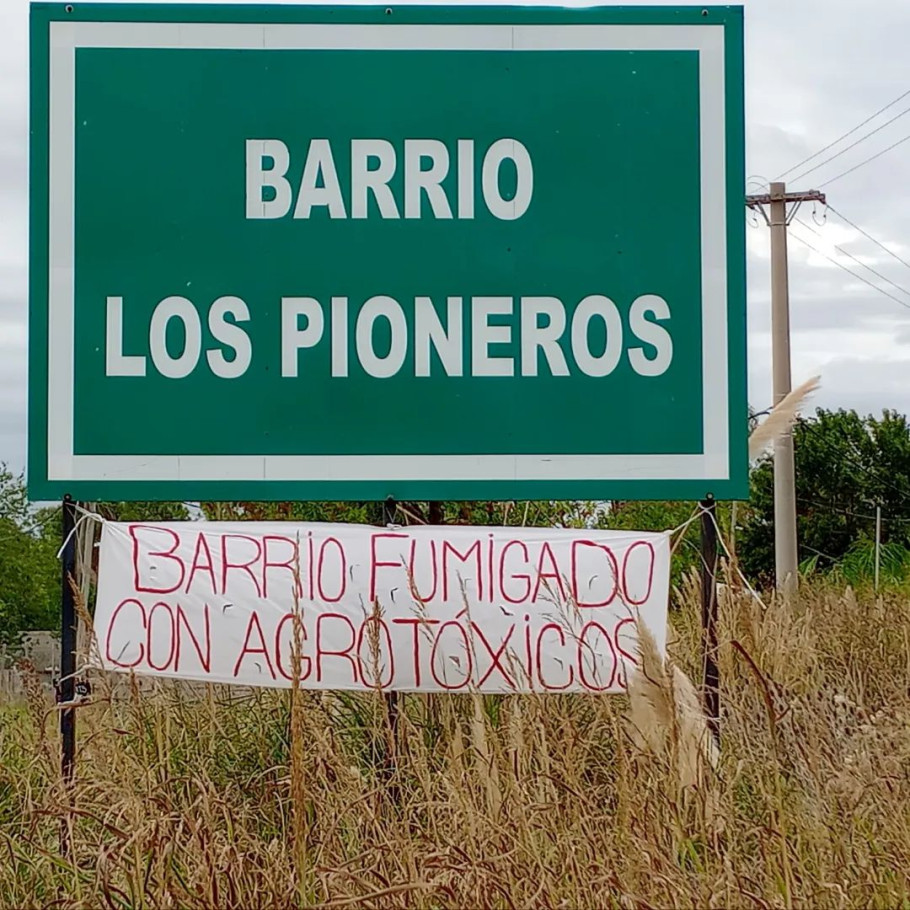 BARRIO
LOS PIONEROS
BARRIO FUMIGADO
CON AGROTÓXICOS